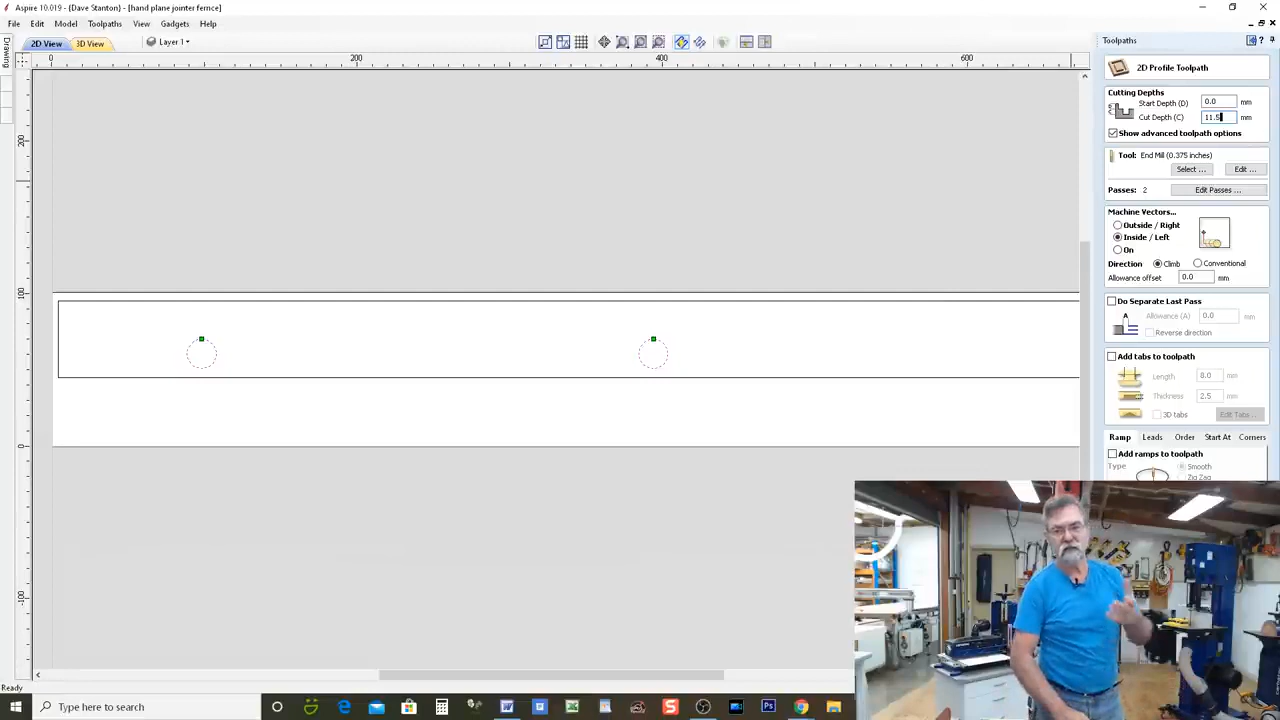 Aspire 10.019 - {Dave Stanton} - [hand plane jointer fernce]
File Edit Model Toolpaths View Gadgets Help
2D View 3D View Layer 1
Drawing
0 200 400 600
200
100
0
-100
Toolpaths
2D Profile Toolpath
Cutting Depths
Start Depth (D) 0.0 mm
Cut Depth (C) 11.5 mm
Show advanced toolpath options
Tool: End Mill (0.375 inches)
Select ... Edit ...
Passes: 2 Edit Passes ...
Machine Vectors...
Outside / Right
Inside / Left
On
Direction Climb Conventional
Allowance offset 0.0 mm
Do Separate Last Pass
Allowance (A) 0.0 mm
Reverse direction
Add tabs to toolpath
Length 8.0 mm
Thickness 2.5 mm
3D tabs Edit Tabs...
Ramp Leads Order Start At Corners
Add ramps to toolpath
Type Smooth
Zig Zag
Ready
Type here to search